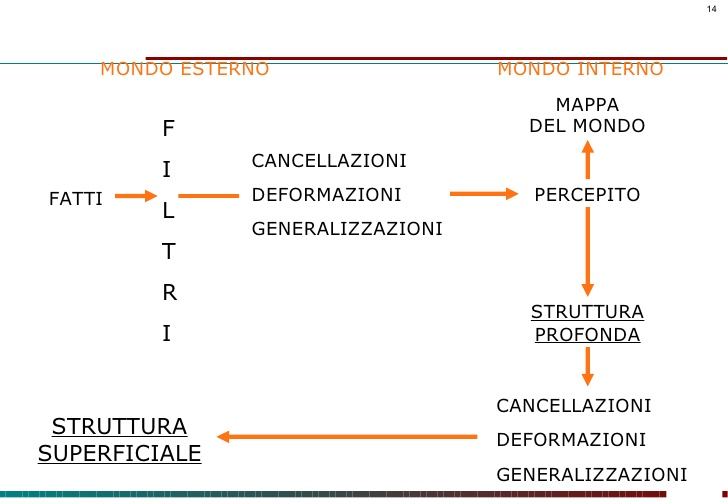 14
MONDO ESTERNO
MONDO INTERNO
MAPPA
DEL MONDO
F
I
L
T
R
I
CANCELLAZIONI
DEFORMAZIONI
GENERALIZZAZIONI
FATTI
PERCEPITO
STRUTTURA
PROFONDA
CANCELLAZIONI
DEFORMAZIONI
GENERALIZZAZIONI
STRUTTURA
SUPERFICIALE